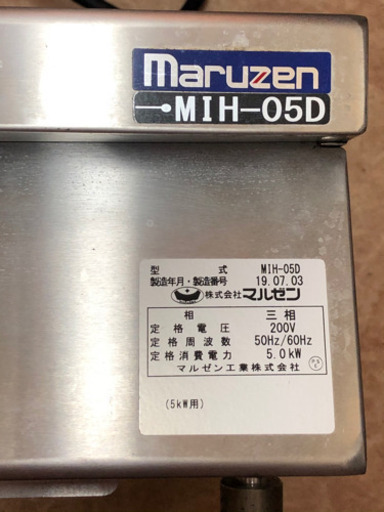 maruzen
MIH-05D
型 式 MIH-05D
製造年月・製造番号 19.07.03
株式会社マルゼン
相 三相
定格電圧 200V
定格周波数 50Hz/60Hz
定格消費電力 5.0kW
マルゼン工業株式会社
(5kW用)